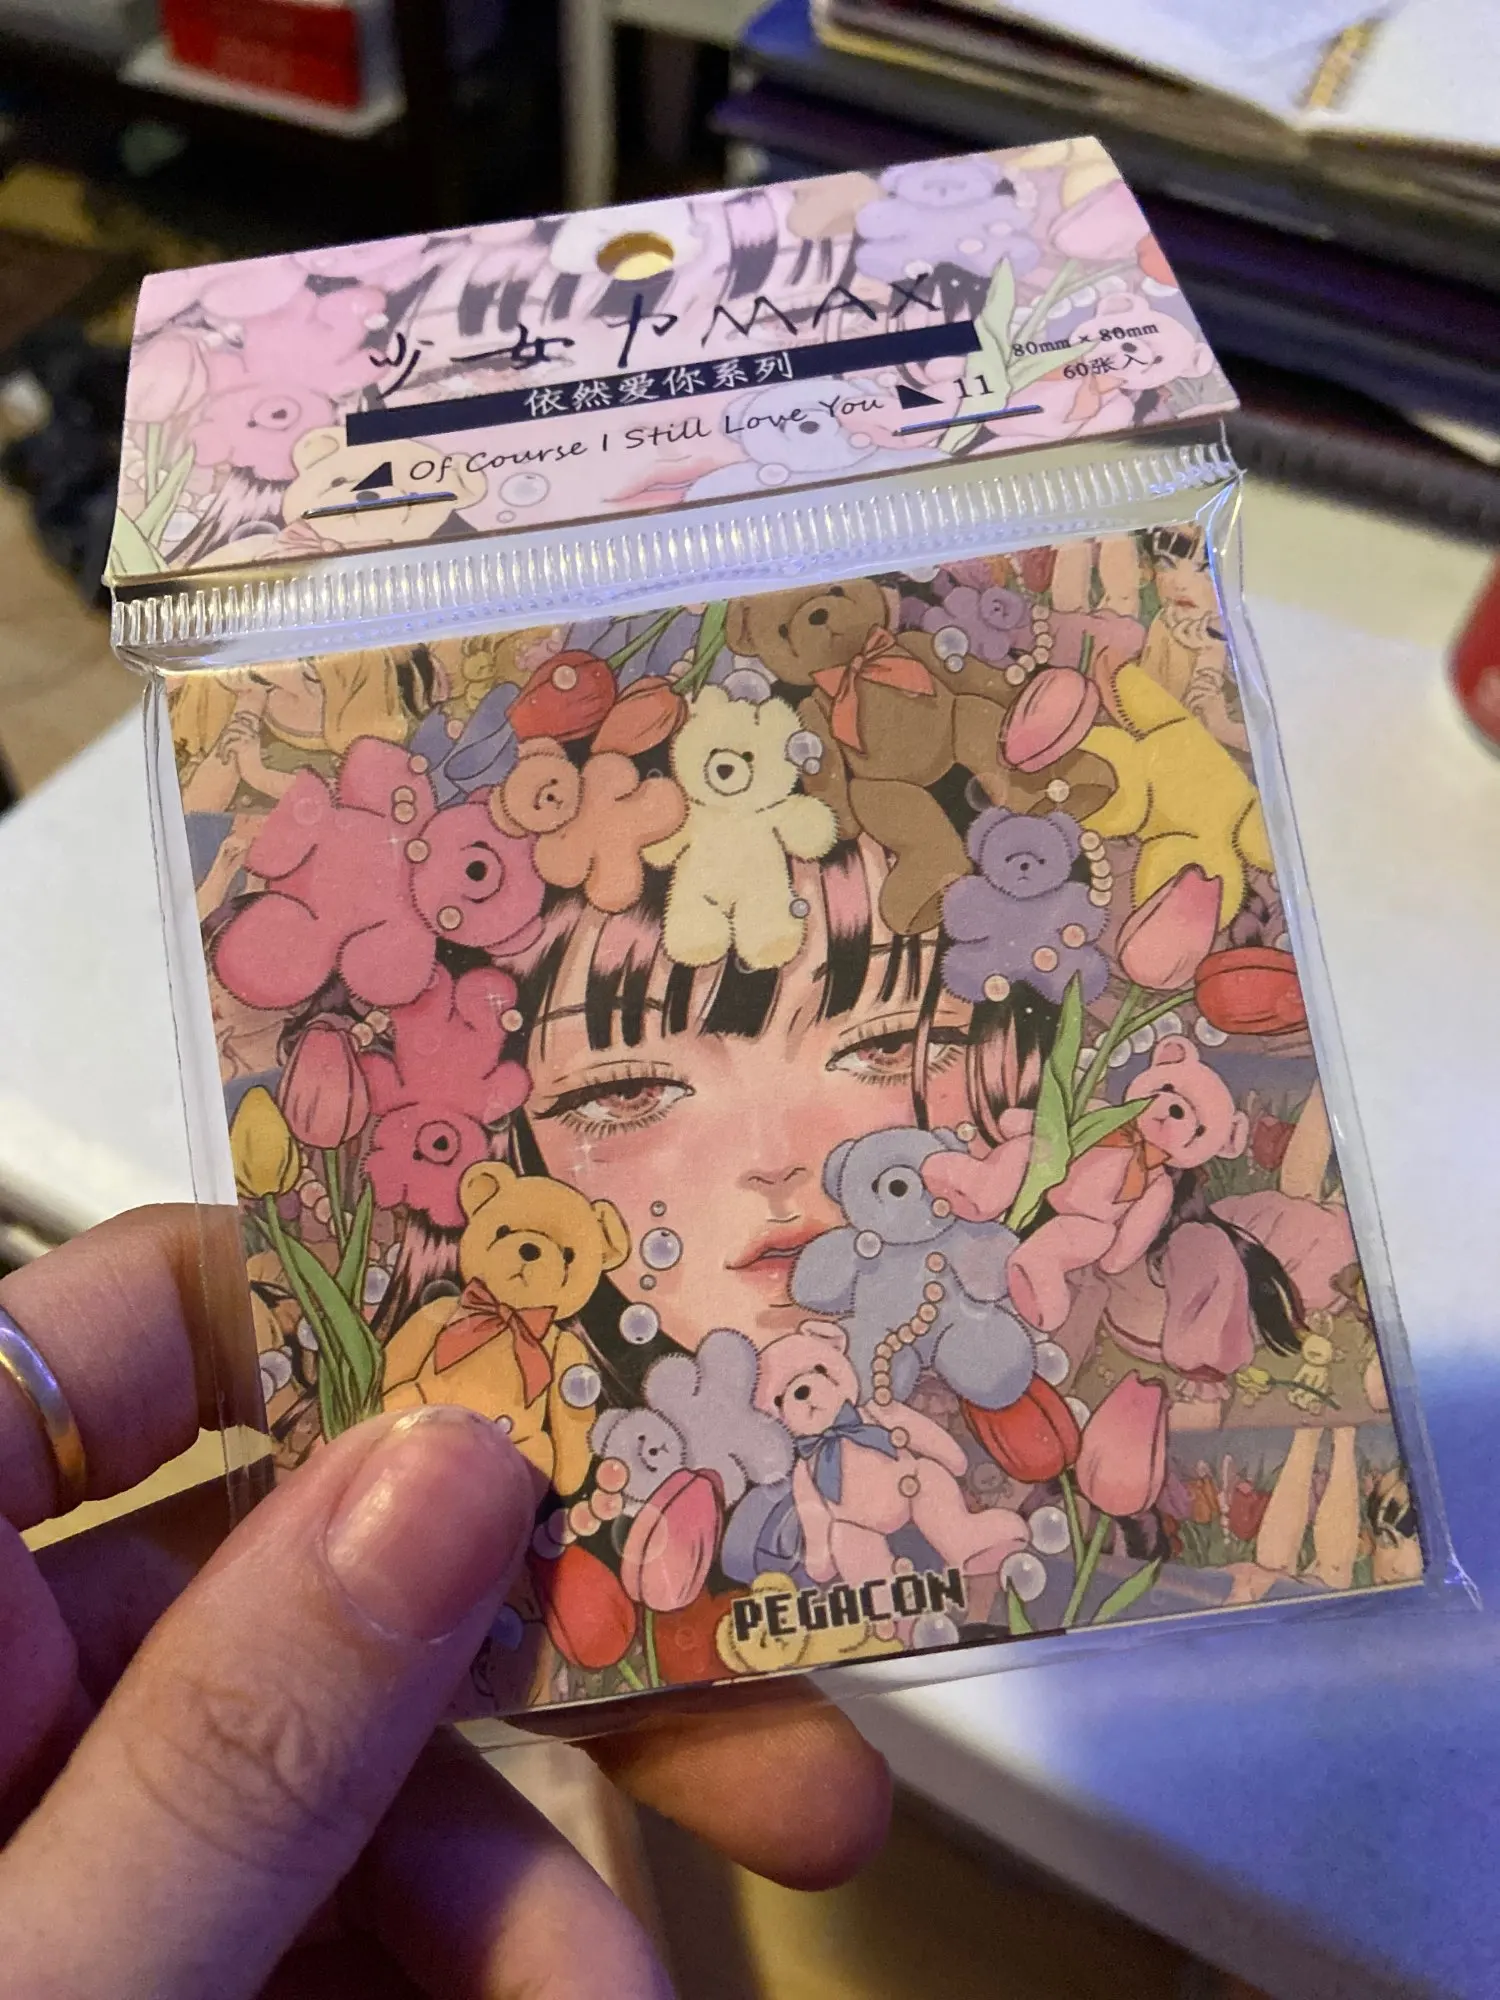 少女力MAX
依然爱你系列
80mm × 80mm
60张入
Of Course I Still Love You
11
PEGACON